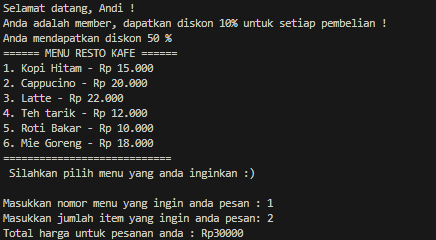 Selamat datang, Andi !
Anda adalah member, dapatkan diskon 10% untuk setiap pembelian !
Anda mendapatkan diskon 50 %
====== MENU RESTO KAFE ======
1. Kopi Hitam - Rp 15.000
2. Cappucino - Rp 20.000
3. Latte - Rp 22.000
4. Teh tarik - Rp 12.000
5. Roti Bakar - Rp 10.000
6. Mie Goreng - Rp 18.000
===========================
Silahkan pilih menu yang anda inginkan :)
Masukkan nomor menu yang ingin anda pesan : 1
Masukkan jumlah item yang ingin anda pesan: 2
Total harga untuk pesanan anda : Rp30000